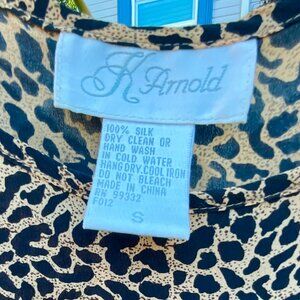 K Arnold
100% SILK
DRY CLEAN OR
HAND WASH
IN COLD WATER
HANG DRY.COOL IRON
DO NOT BLEACH
MADE IN CHINA
RN 59332
F012
S